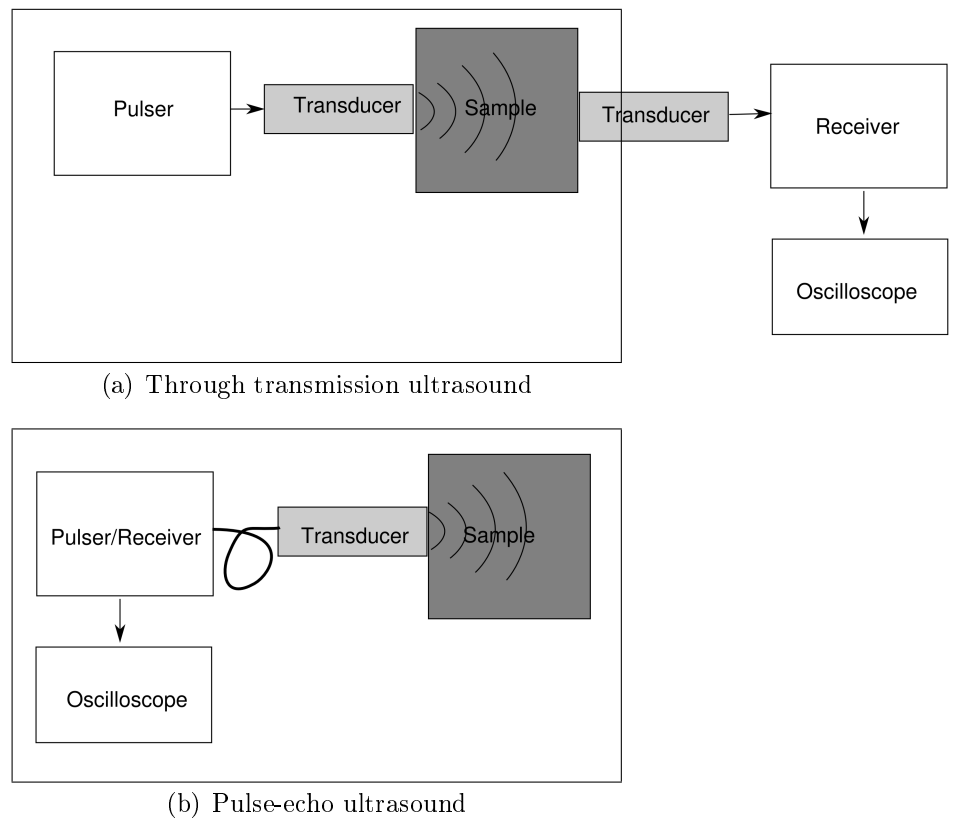 Pulser
Transducer
Sample
Transducer
Receiver
Oscilloscope
(a) Through transmission ultrasound
Pulser/Receiver
Transducer
Sample
Oscilloscope
(b) Pulse-echo ultrasound